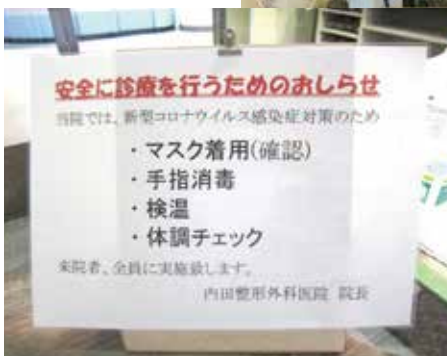 安全に診療を行うためのおしらせ
当院では、新型コロナウイルス感染症対策のため
・マスク着用(確認)
・手指消毒
・検温
・体調チェック
来院者、全員に実施致します。
内田整形外科医院 院長